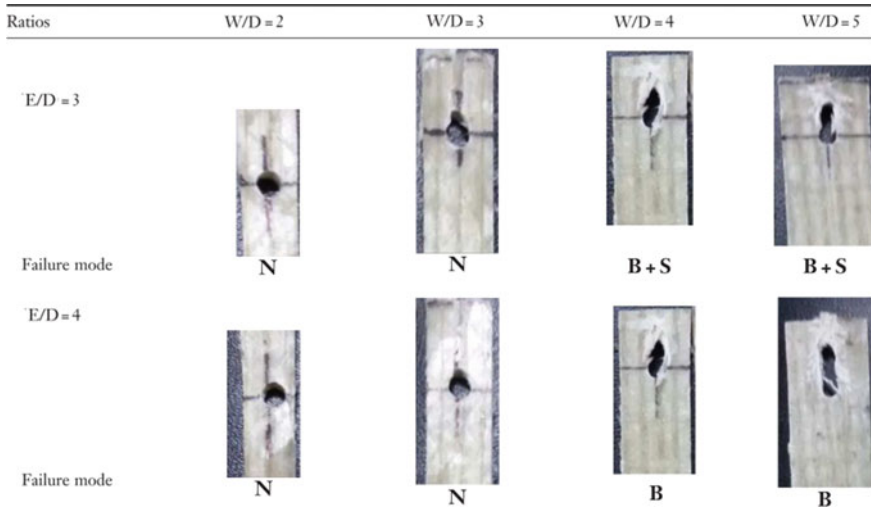 Ratios W/D = 2 W/D = 3 W/D = 4 W/D = 5
E/D = 3
Failure mode N N B + S B + S
E/D = 4
Failure mode N N B B